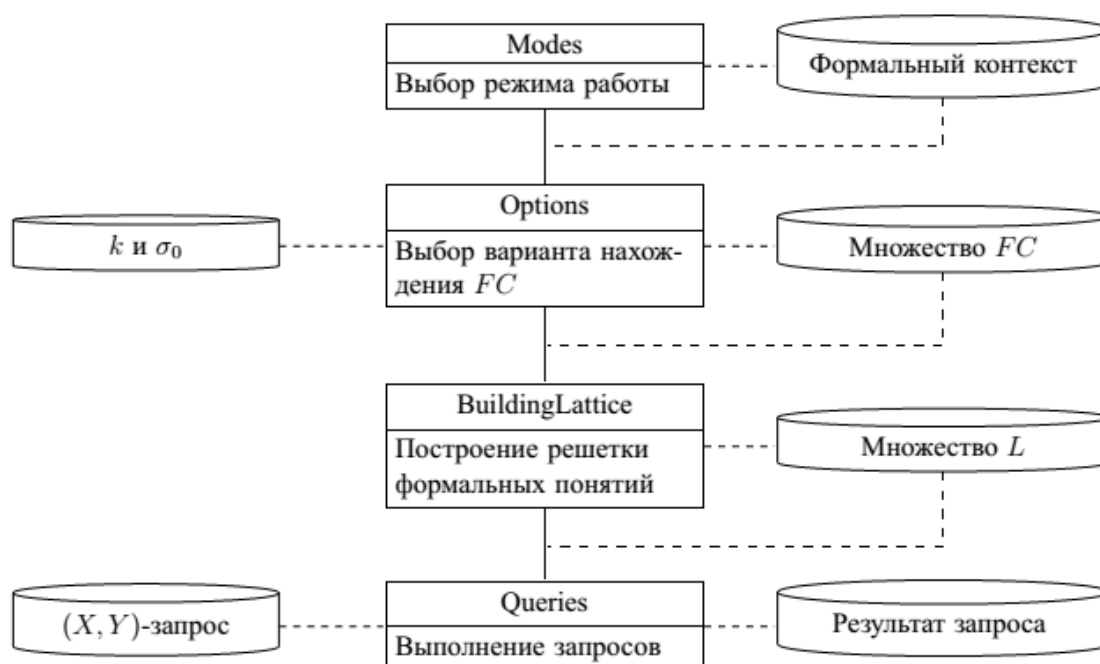 Modes
Выбор режима работы
Формальный контекст
Options
Выбор варианта нахож-
дения FC
k и σ₀
Множество FC
BuildingLattice
Построение решетки
формальных понятий
Множество L
Queries
Выполнение запросов
(X, Y)-запрос
Результат запроса